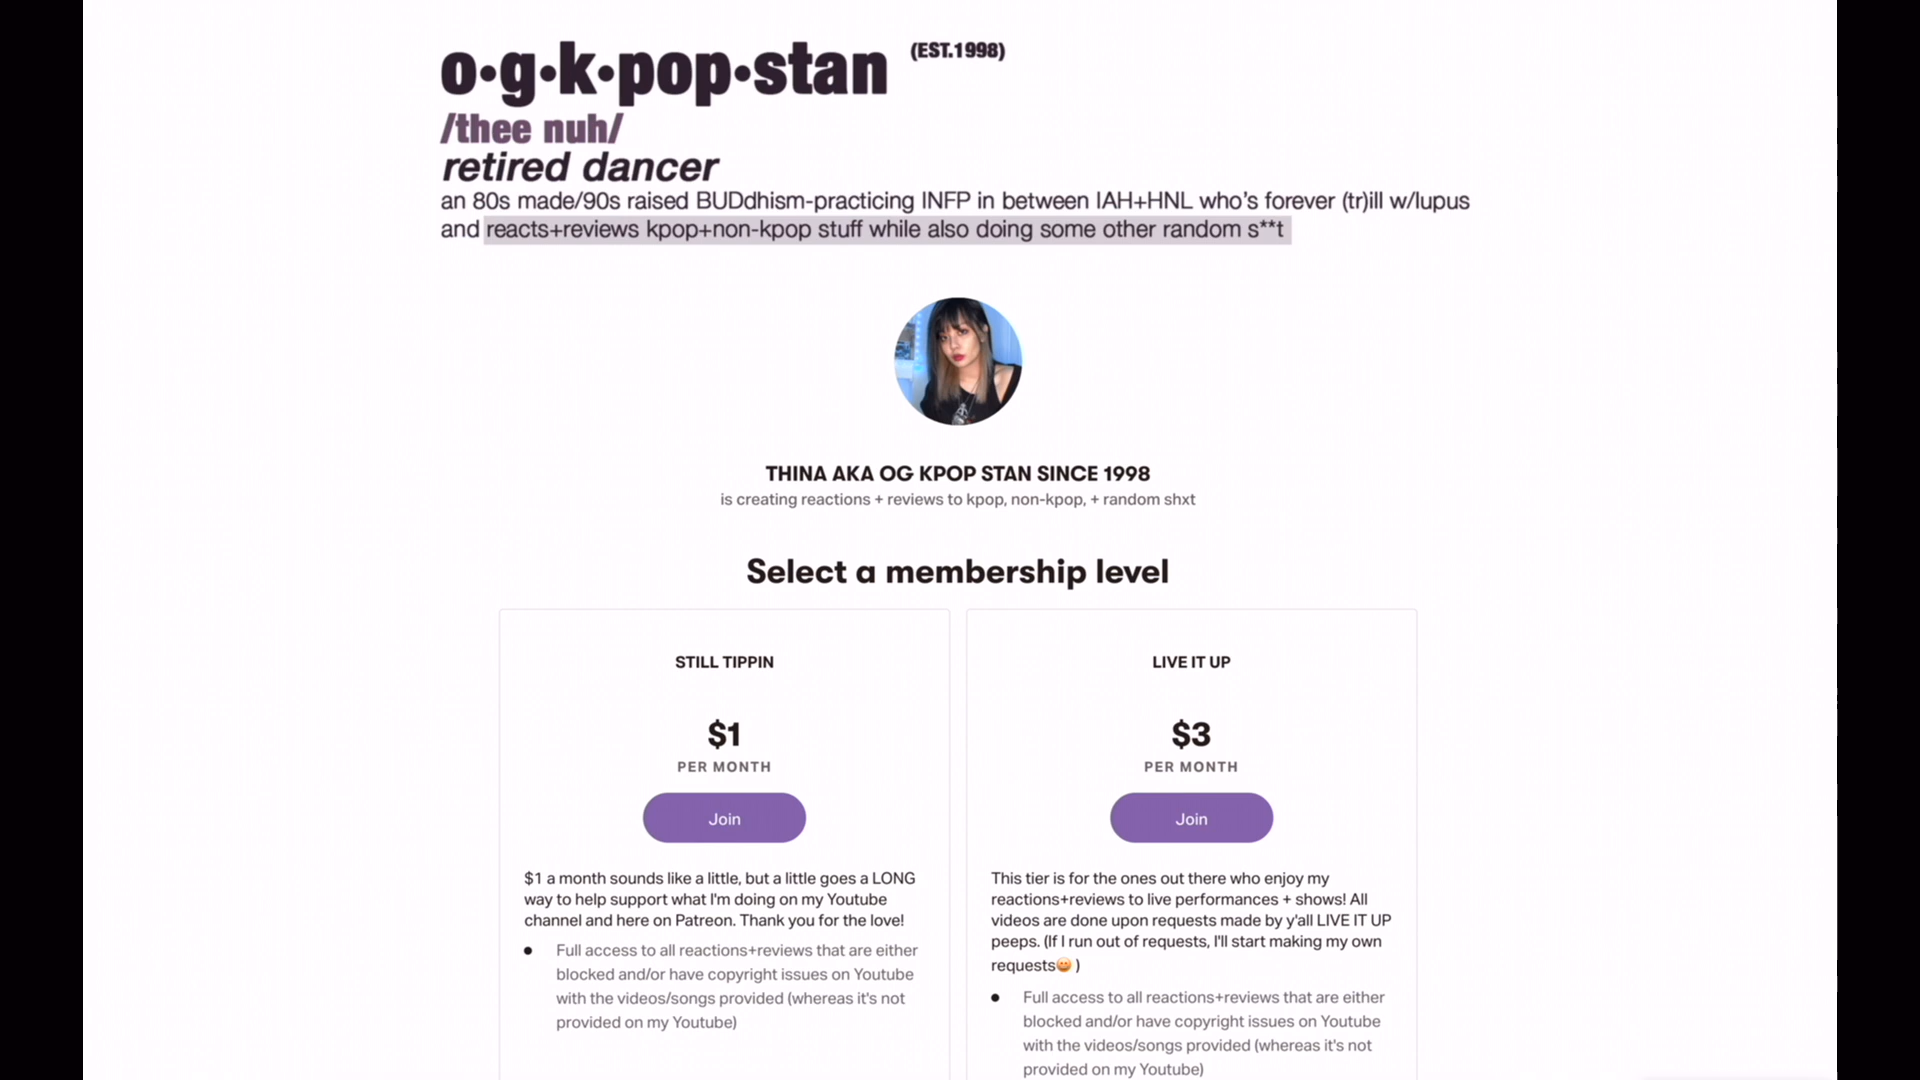 o•g•k•pop•stan (EST.1998)
/thee nuh/
retired dancer
an 80s made/90s raised BUDdhism-practicing INFP in between IAH+HNL who's forever (tr)ill w/lupus
and reacts+reviews kpop+non-kpop stuff while also doing some other random s**t
THINA AKA OG KPOP STAN SINCE 1998
is creating reactions + reviews to kpop, non-kpop, + random shxt
Select a membership level
STILL TIPPIN
$1
PER MONTH
Join
$1 a month sounds like a little, but a little goes a LONG
way to help support what I'm doing on my Youtube
channel and here on Patreon. Thank you for the love!
● Full access to all reactions+reviews that are either
blocked and/or have copyright issues on Youtube
with the videos/songs provided (whereas it's not
provided on my Youtube)
LIVE IT UP
$3
PER MONTH
Join
This tier is for the ones out there who enjoy my
reactions+reviews to live performances + shows! All
videos are done upon requests made by y'all LIVE IT UP
peeps. (If I run out of requests, I'll start making my own
requests😀 )
● Full access to all reactions+reviews that are either
blocked and/or have copyright issues on Youtube
with the videos/songs provided (whereas it's not
provided on my Youtube)